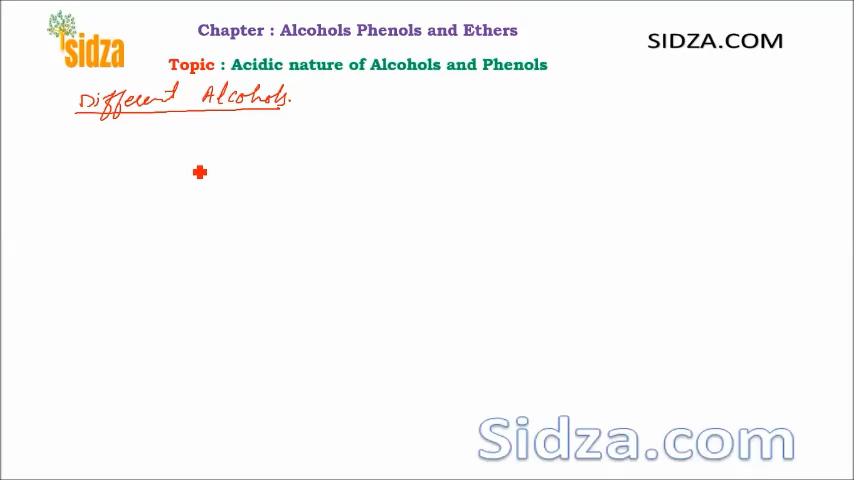 Chapter : Alcohols Phenols and Ethers
SIDZA.COM
sidza
Topic : Acidic nature of Alcohols and Phenols
Different Alcohols.
Sidza.com